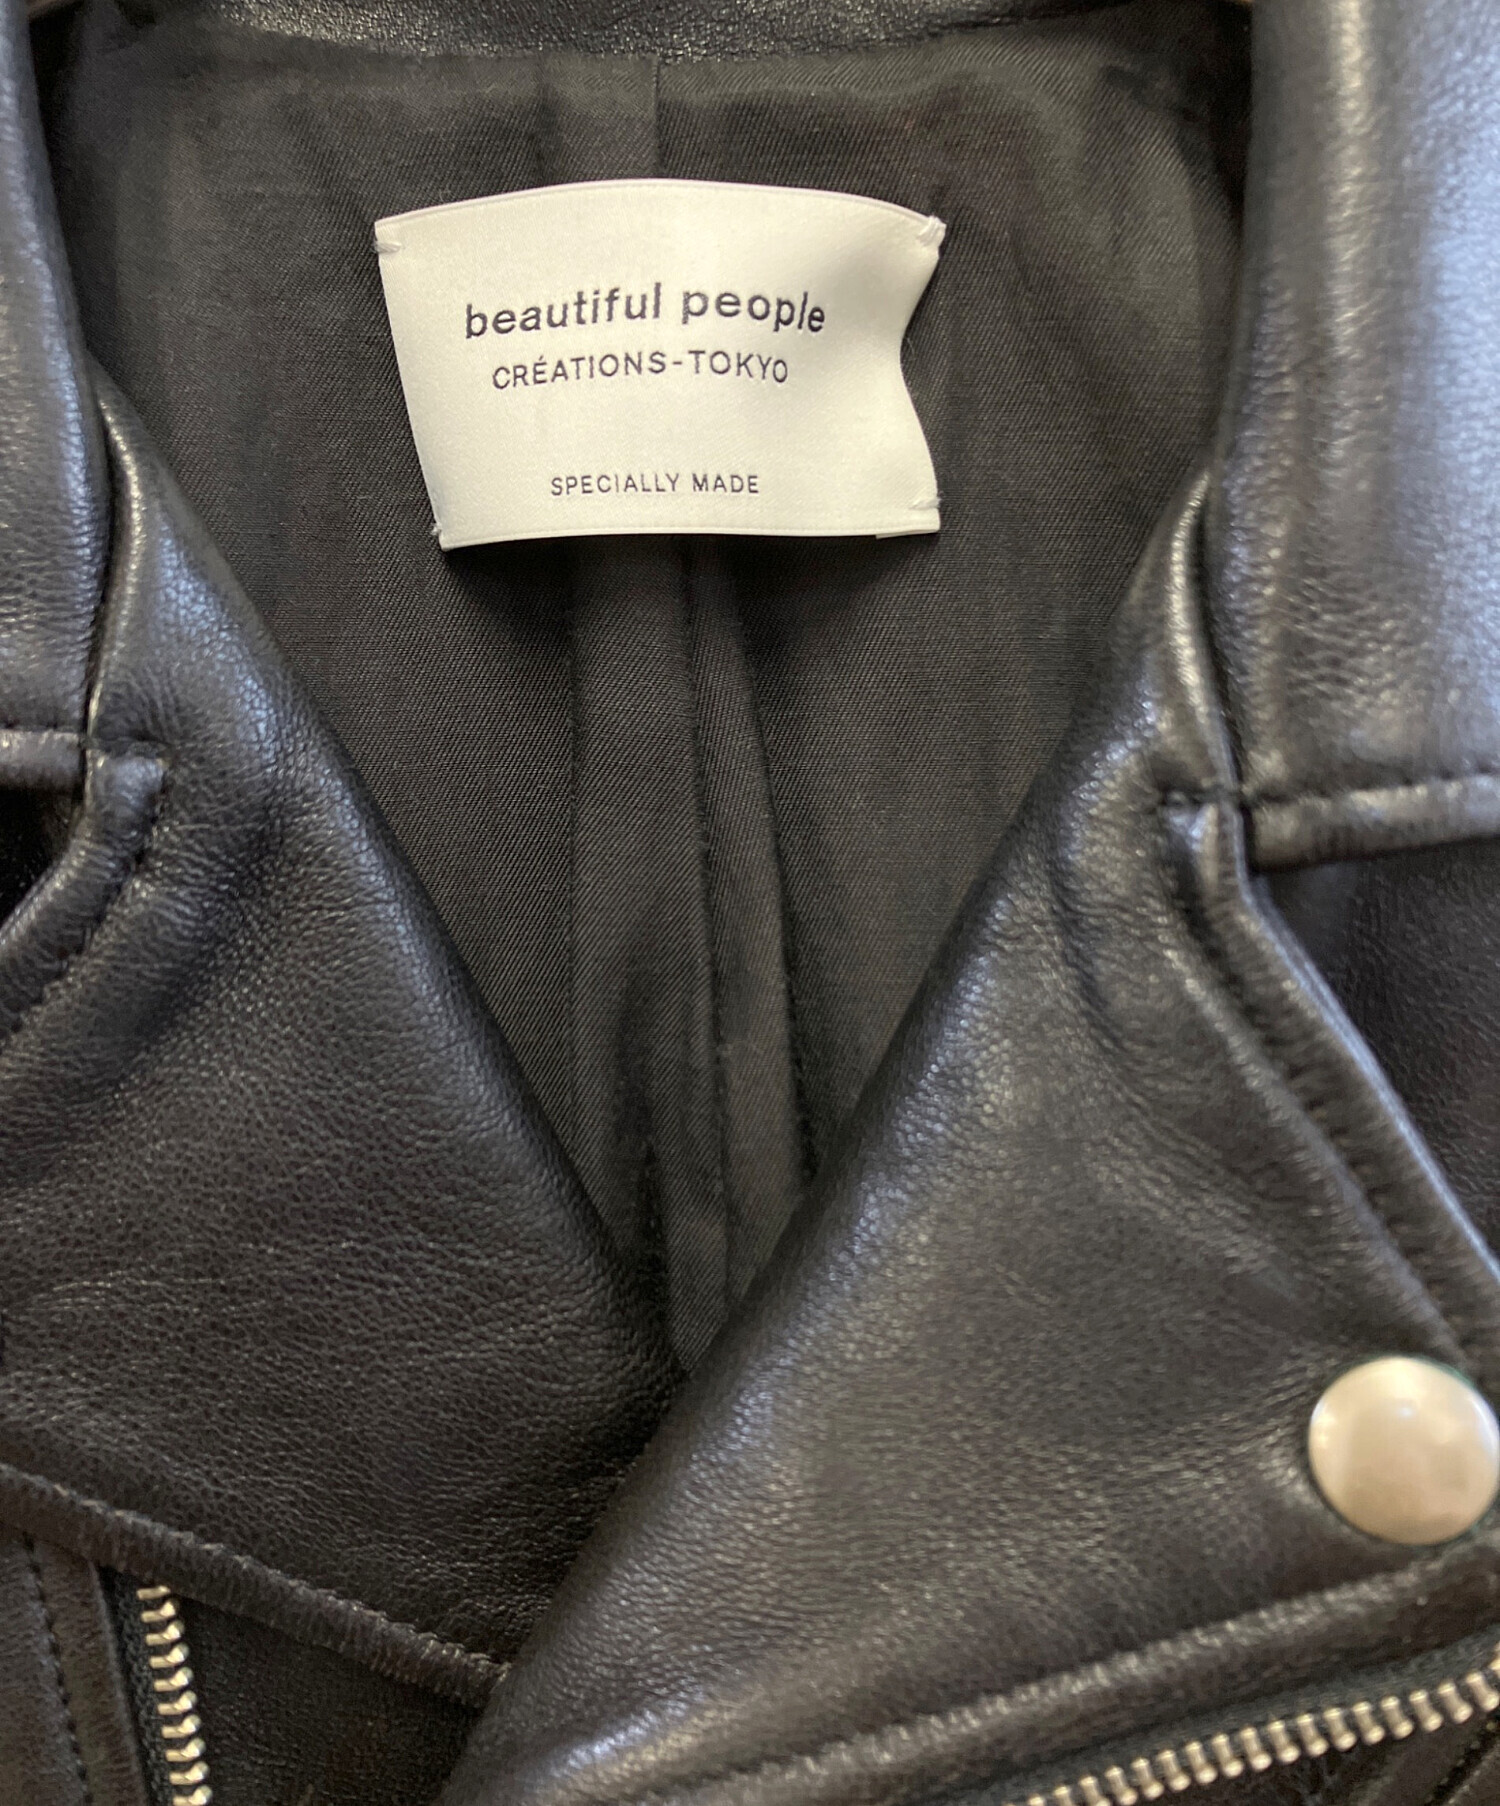 beautiful people
CRÉATIONS-TOKYO
SPECIALLY MADE